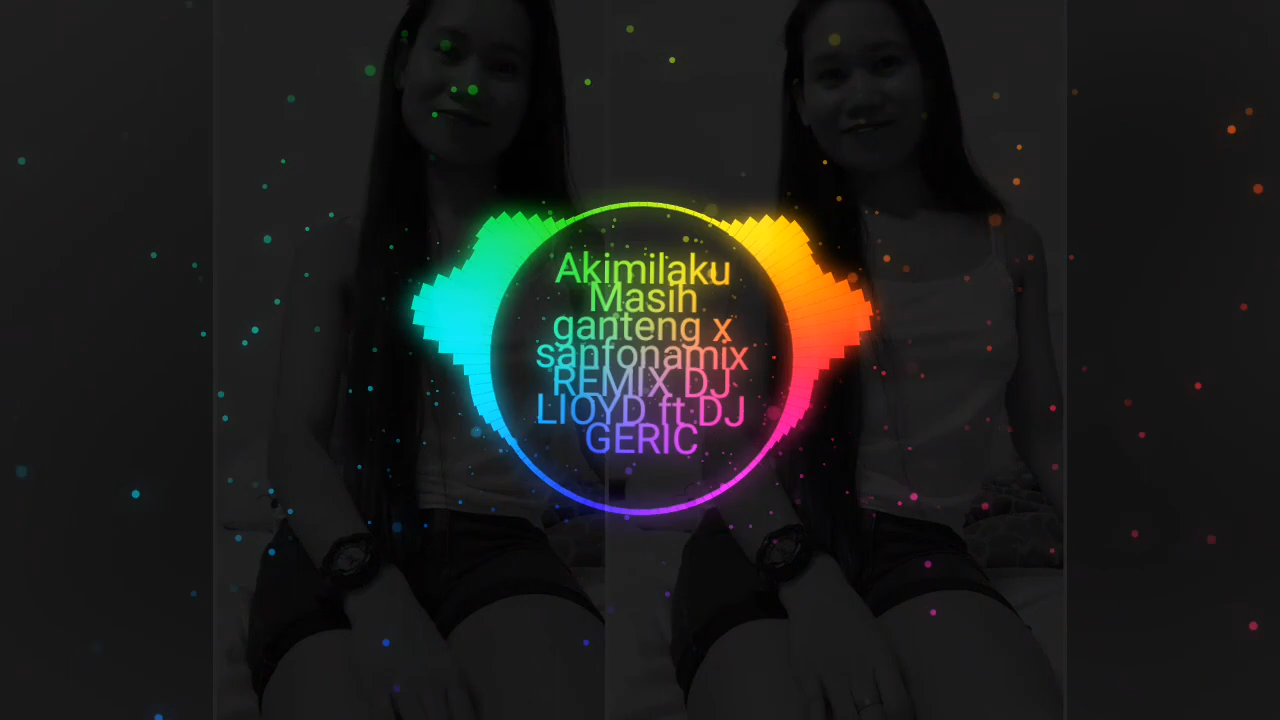 Akimilaku
Masih
ganteng x
sanfonamix
REMIX DJ
LIOYD ft DJ
GERIC